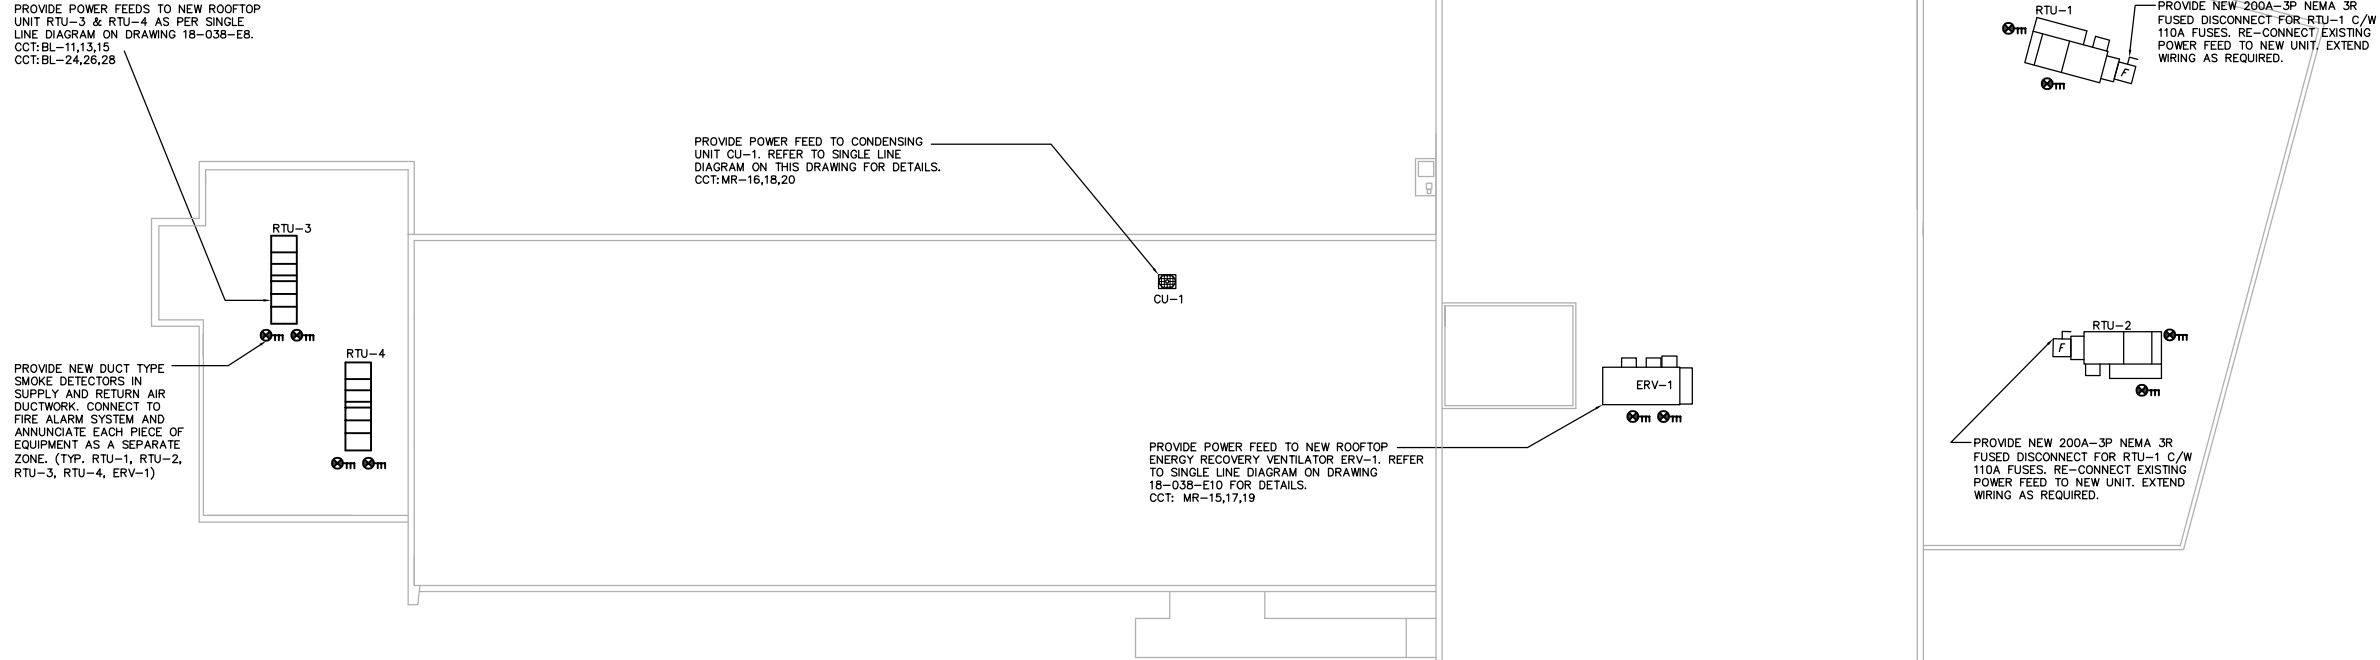 PROVIDE POWER FEEDS TO NEW ROOFTOP
UNIT RTU-3 & RTU-4 AS PER SINGLE
LINE DIAGRAM ON DRAWING 18-038-E8.
CCT:BL-11,13,15
CCT:BL-24,26,28
RTU-3
RTU-4
PROVIDE NEW DUCT TYPE
SMOKE DETECTORS IN
SUPPLY AND RETURN AIR
DUCTWORK. CONNECT TO
FIRE ALARM SYSTEM AND
ANNUNCIATE EACH PIECE OF
EQUIPMENT AS A SEPARATE
ZONE. (TYP. RTU-1, RTU-2,
RTU-3, RTU-4, ERV-1)
PROVIDE POWER FEED TO CONDENSING
UNIT CU-1. REFER TO SINGLE LINE
DIAGRAM ON THIS DRAWING FOR DETAILS.
CCT:MR-16,18,20
CU-1
ERV-1
PROVIDE POWER FEED TO NEW ROOFTOP
ENERGY RECOVERY VENTILATOR ERV-1. REFER
TO SINGLE LINE DIAGRAM ON DRAWING
18-038-E10 FOR DETAILS.
CCT: MR-15,17,19
RTU-1
F
PROVIDE NEW 200A-3P NEMA 3R
FUSED DISCONNECT FOR RTU-1 C/W
110A FUSES. RE-CONNECT EXISTING
POWER FEED TO NEW UNIT. EXTEND
WIRING AS REQUIRED.
RTU-2
F
PROVIDE NEW 200A-3P NEMA 3R
FUSED DISCONNECT FOR RTU-1 C/W
110A FUSES. RE-CONNECT EXISTING
POWER FEED TO NEW UNIT. EXTEND
WIRING AS REQUIRED.